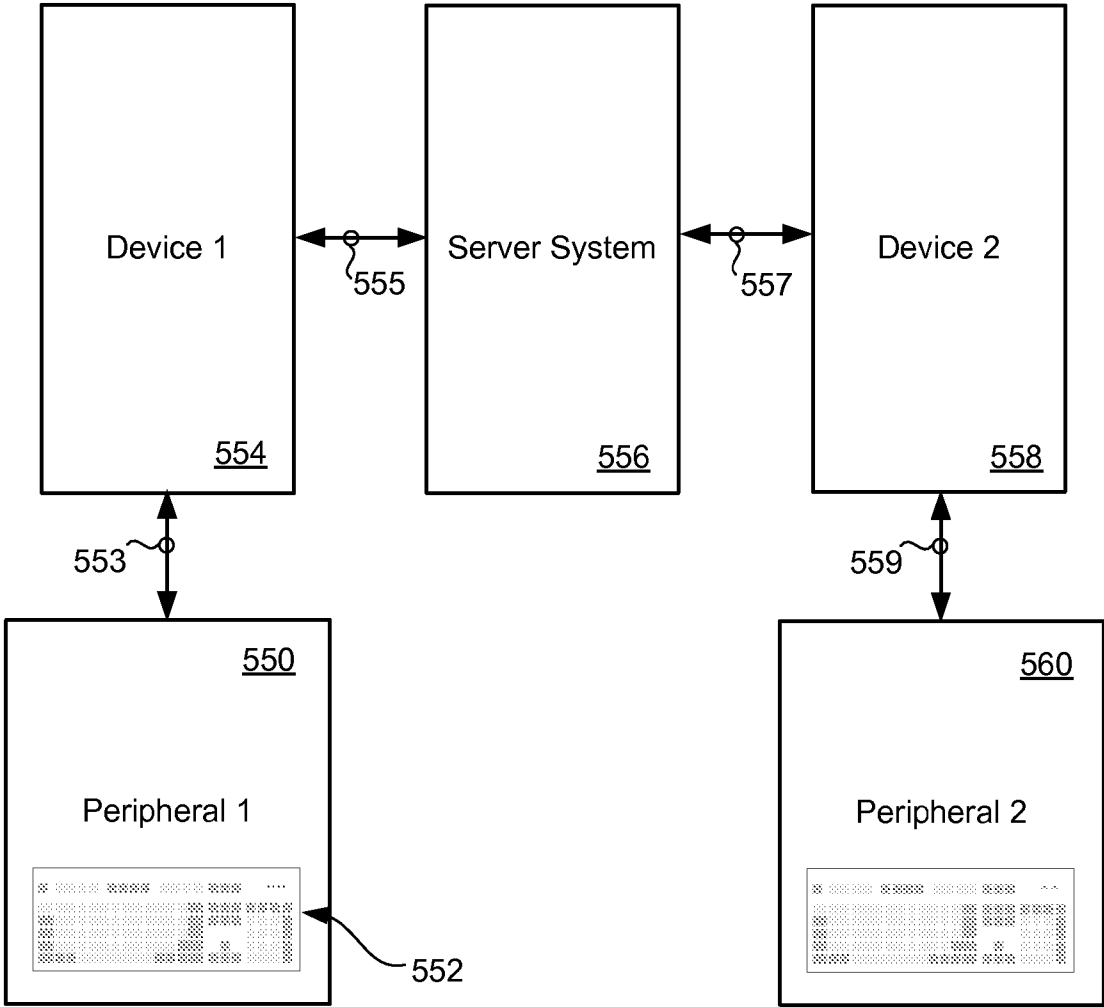 Device 1
Server System
Device 2
555
557
554
556
558
553
559
550
560
Peripheral 1
Peripheral 2
552